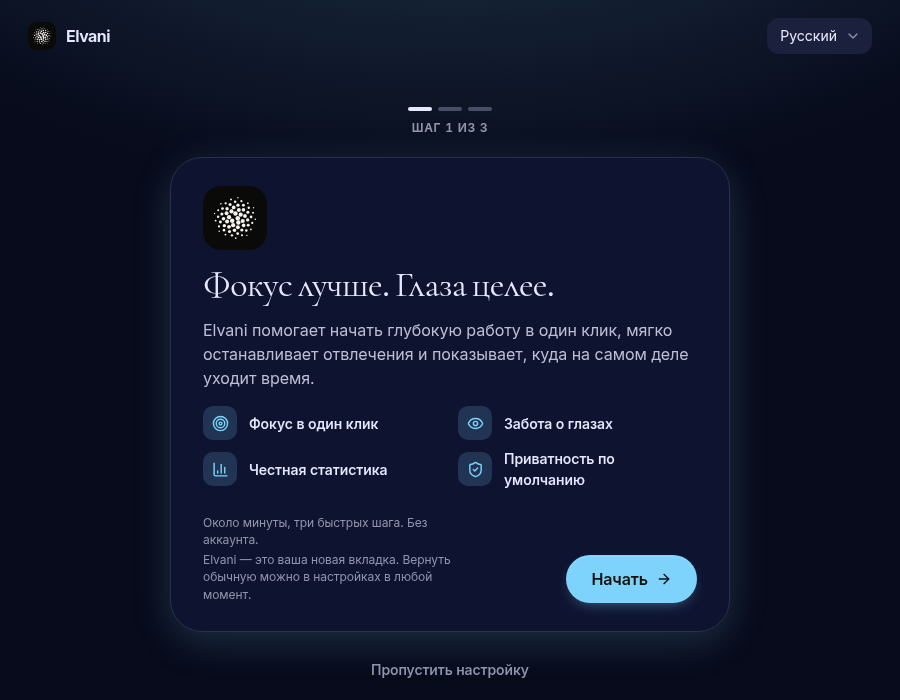 Elvani
Русский
ШАГ 1 ИЗ 3
Фокус лучше. Глаза целее.
Elvani помогает начать глубокую работу в один клик, мягко
останавливает отвлечения и показывает, куда на самом деле
уходит время.
Фокус в один клик
Забота о глазах
Честная статистика
Приватность по
умолчанию
Около минуты, три быстрых шага. Без
аккаунта.
Elvani — это ваша новая вкладка. Вернуть
обычную можно в настройках в любой
момент.
Начать
Пропустить настройку